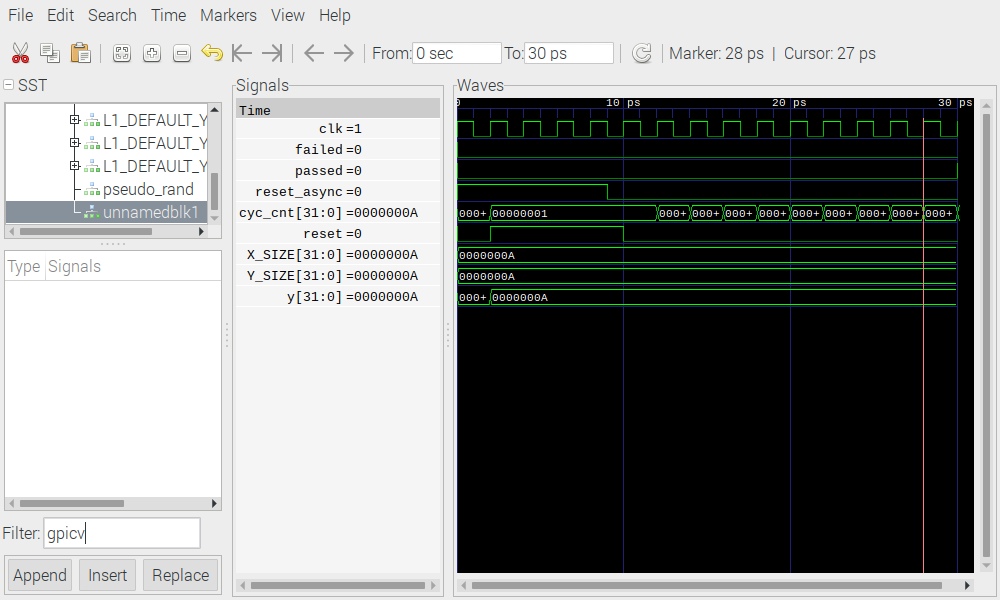 File Edit Search Time Markers View Help
From: 0 sec To: 30 ps Marker: 28 ps | Cursor: 27 ps
SST
L1_DEFAULT_Y
L1_DEFAULT_Y
L1_DEFAULT_Y
pseudo_rand
unnamedblk1
Type Signals
Filter: gpicv
Append Insert Replace
Signals
Time
clk =1
failed =0
passed =0
reset_async =0
cyc_cnt[31:0] =0000000A
reset =0
X_SIZE[31:0] =0000000A
Y_SIZE[31:0] =0000000A
y[31:0] =0000000A
Waves
0 10 ps 20 ps 30 ps
000+ 00000001 000+ 000+ 000+ 000+ 000+ 000+ 000+ 000+ 000+
0000000A
0000000A
000+ 0000000A